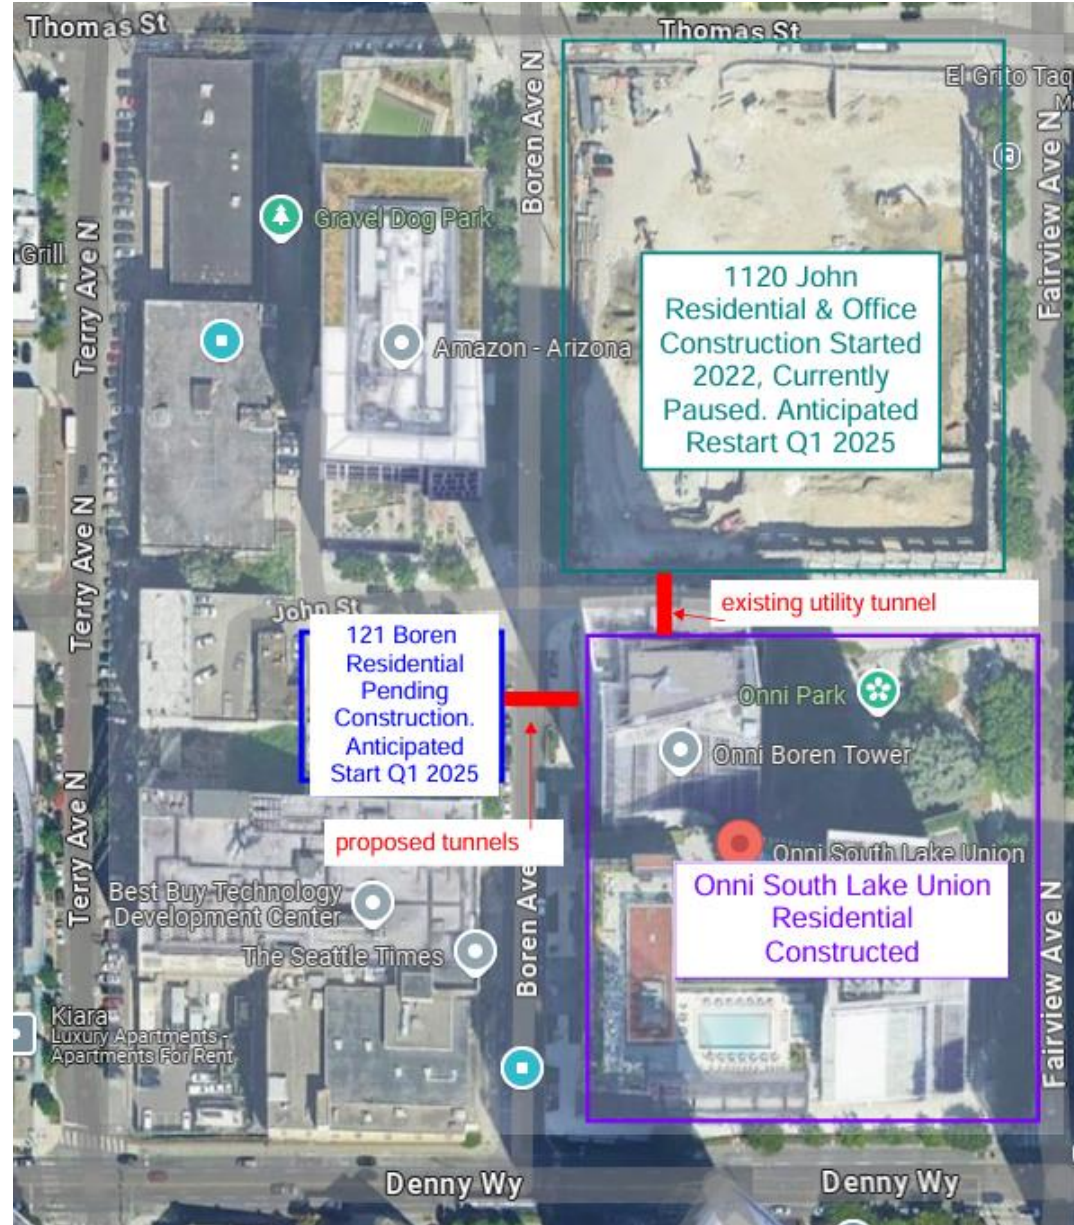 Thomas St
Thomas St
Boren Ave N
El Grito Taq
Fairview Ave N
Terry Ave N
Gravel Dog Park
Grill
1120 John
Residential & Office
Construction Started
2022, Currently
Paused. Anticipated
Restart Q1 2025
Amazon - Arizona
Terry Ave N
existing utility tunnel
John St
121 Boren
Residential
Pending
Construction.
Anticipated
Start Q1 2025
Onni Park
Onni Boren Tower
Terry Ave N
proposed tunnels
Onni South Lake Union
Onni South Lake Union
Residential
Constructed
Best Buy Technology
Development Center
The Seattle Times
Boren Ave
Fairview Ave N
Kiara
Luxury Apartments -
Apartments For Rent
Denny Wy
Denny Wy